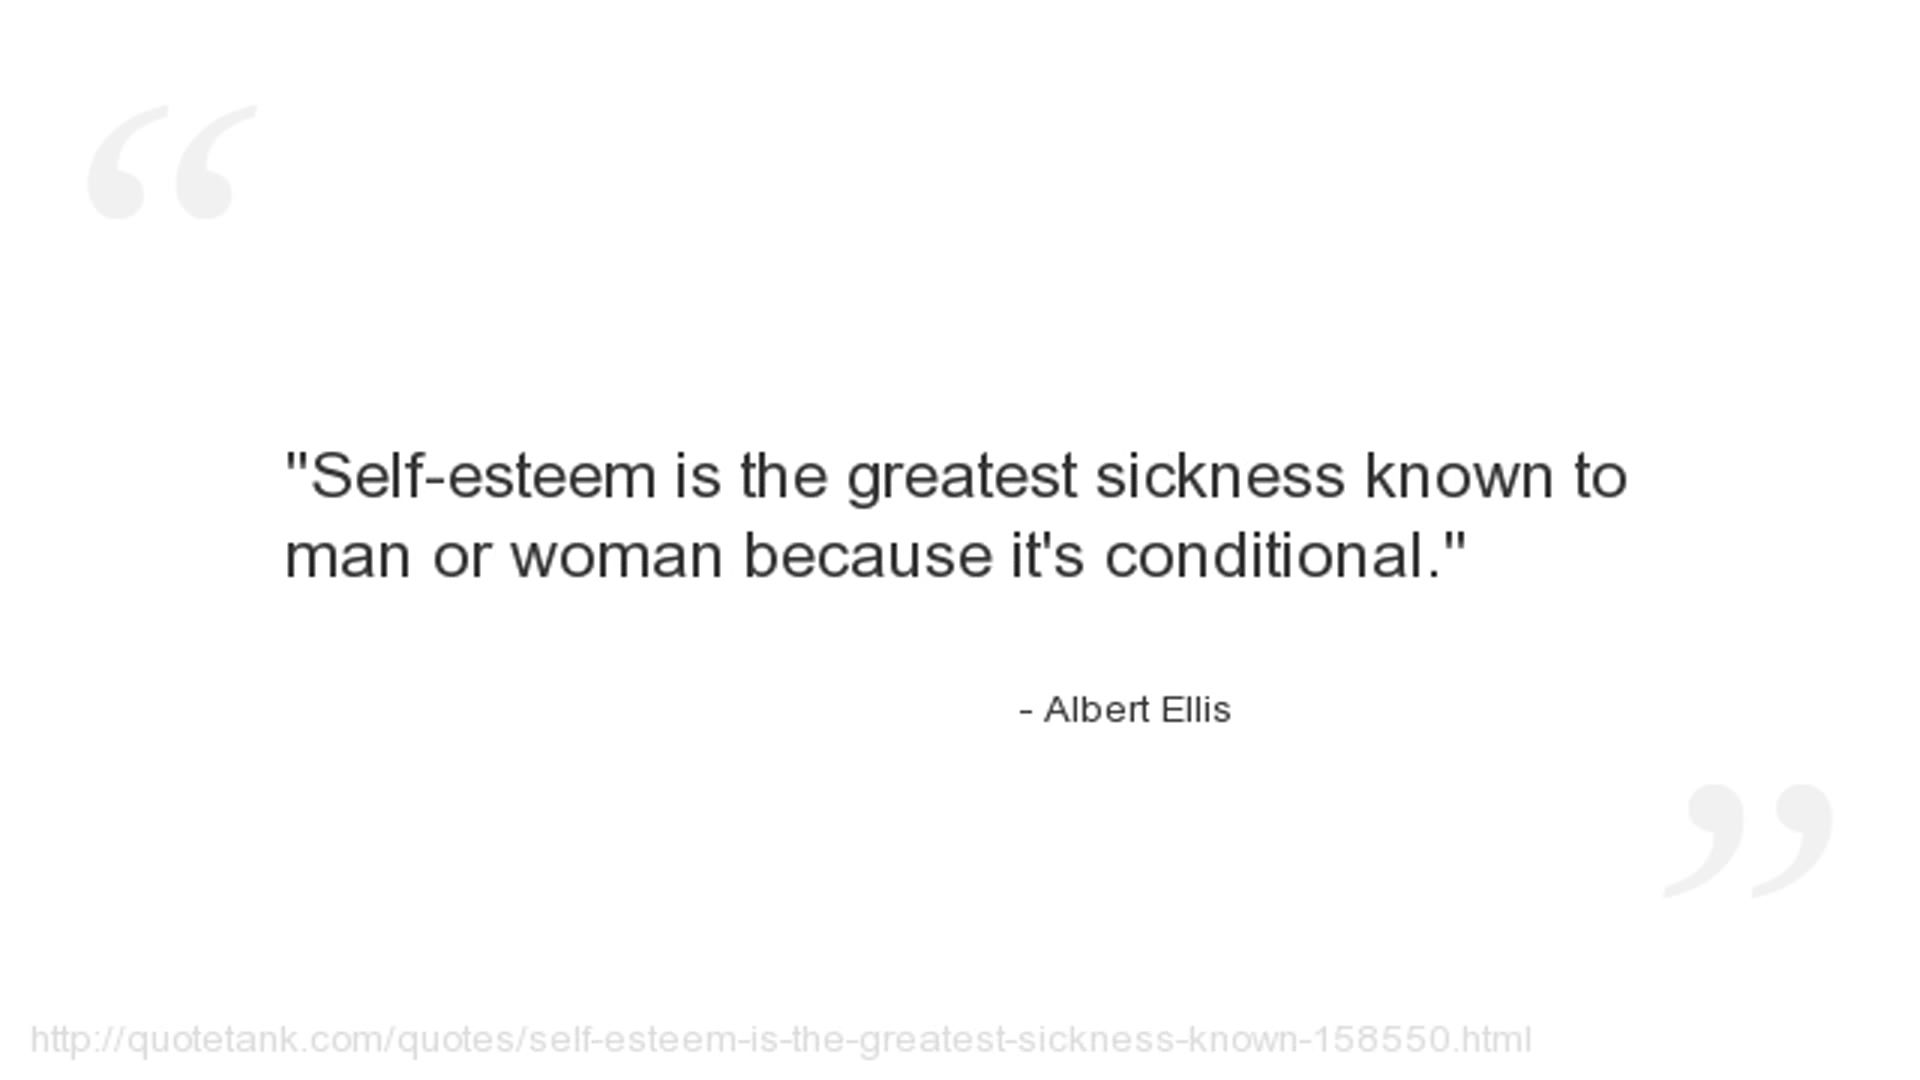 "Self-esteem is the greatest sickness known to
man or woman because it's conditional."
- Albert Ellis
http://quotetank.com/quotes/self-esteem-is-the-greatest-sickness-known-158550.html